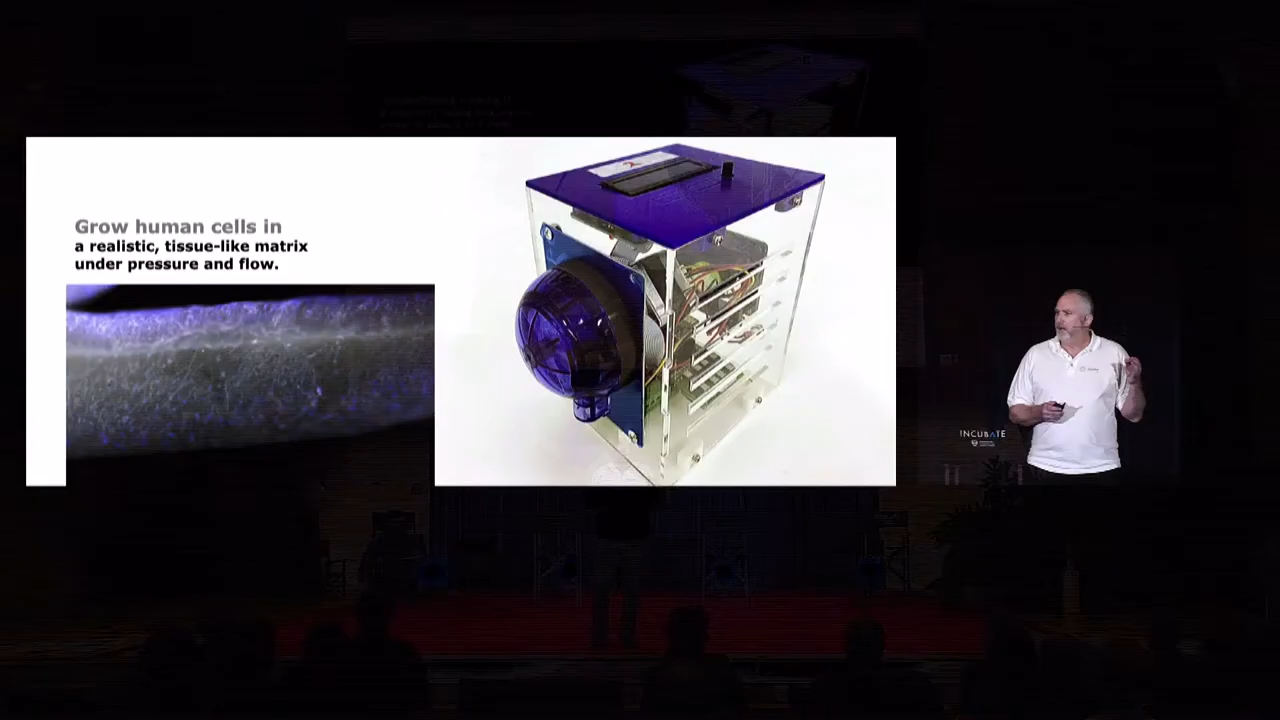 Grow human cells in
a realistic, tissue-like matrix
under pressure and flow.
INCUBATE